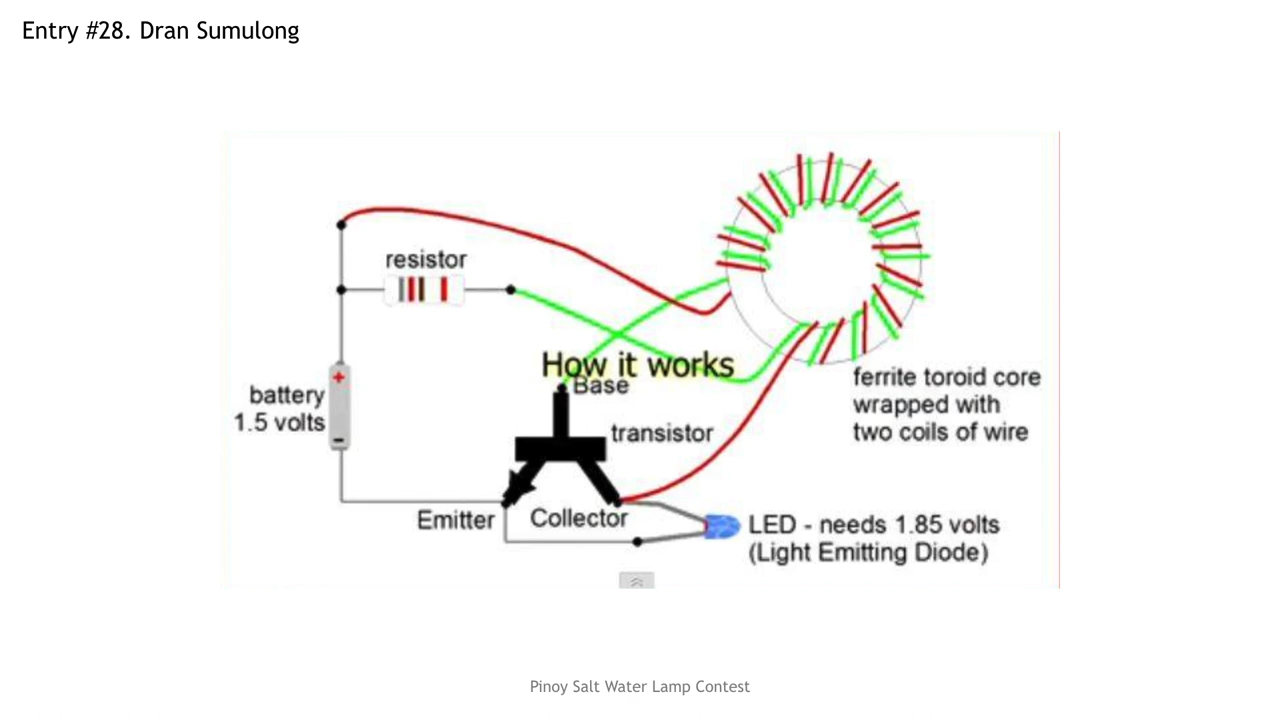 Entry #28. Dran Sumulong
resistor
How it works
Base
battery
1.5 volts
+
-
transistor
ferrite toroid core
wrapped with
two coils of wire
Emitter
Collector
LED - needs 1.85 volts
(Light Emitting Diode)
Pinoy Salt Water Lamp Contest